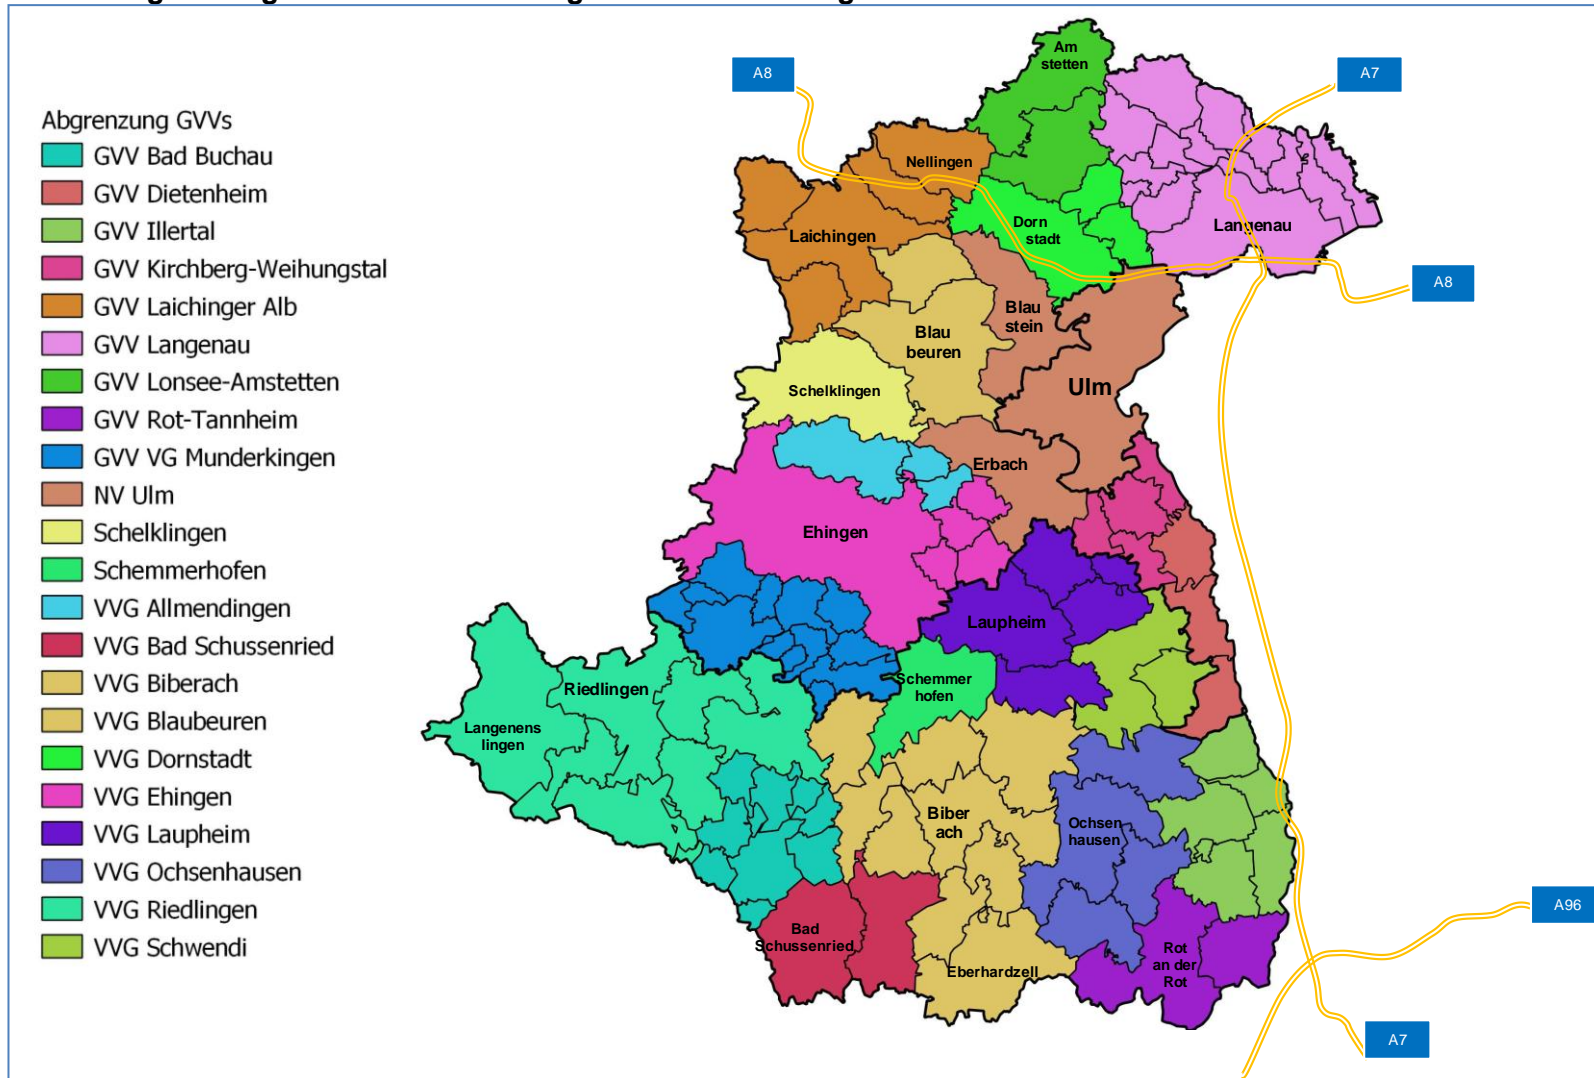 Abgrenzung GVVs
GVV Bad Buchau
GVV Dietenheim
GVV Illertal
GVV Kirchberg-Weihungstal
GVV Laichinger Alb
GVV Langenau
GVV Lonsee-Amstetten
GVV Rot-Tannheim
GVV VG Munderkingen
NV Ulm
Schelklingen
Schemmerhofen
VVG Allmendingen
VVG Bad Schussenried
VVG Biberach
VVG Blaubeuren
VVG Dornstadt
VVG Ehingen
VVG Laupheim
VVG Ochsenhausen
VVG Riedlingen
VVG Schwendi
A8
A7
Am
stetten
Nellingen
Laichingen
Dorn
stadt
Langenau
A8
Blau
stein
Blau
beuren
Ulm
Schelklingen
Erbach
Ehingen
Laupheim
Schemmer
hofen
Riedlingen
Langenens
lingen
Biber
ach
Ochsen
hausen
Bad
Schussenried
Eberhardzell
Rot
an der
Rot
A96
A7